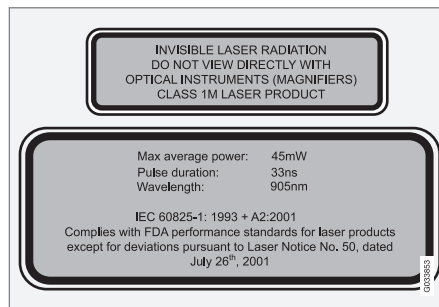 INVISIBLE LASER RADIATION
DO NOT VIEW DIRECTLY WITH
OPTICAL INSTRUMENTS (MAGNIFIERS)
CLASS 1M LASER PRODUCT
Max average power: 45mW
Pulse duration: 33ns
Wavelength: 905nm
IEC 60825-1: 1993 + A2:2001
Complies with FDA performance standards for laser products
except for deviations pursuant to Laser Notice No. 50, dated
July 26th, 2001
G033853